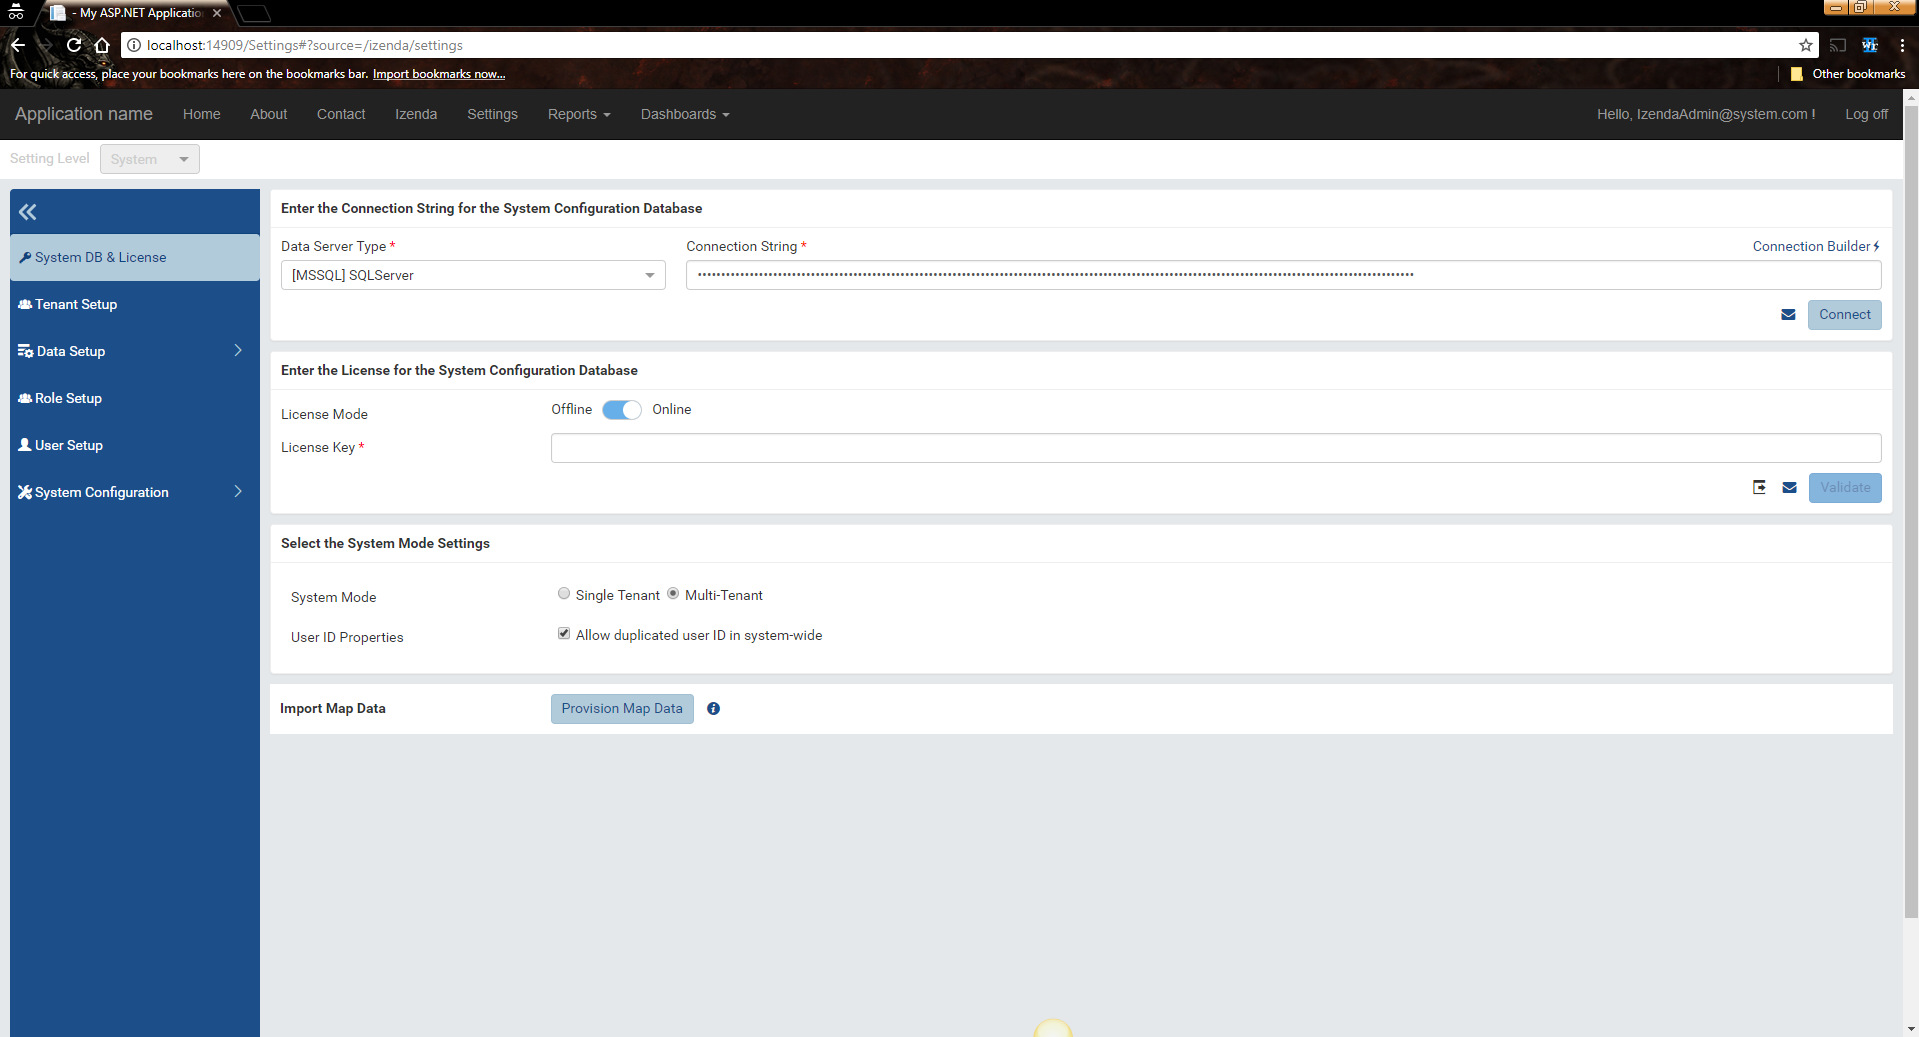 - My ASP.NET Applicatio
localhost:14909/Settings#?source=/izenda/settings
For quick access, place your bookmarks here on the bookmarks bar. Import bookmarks now...
Other bookmarks
Application name Home About Contact Izenda Settings Reports Dashboards Hello, IzendaAdmin@system.com ! Log off
Setting Level System
Enter the Connection String for the System Configuration Database
Data Server Type * Connection String * Connection Builder
[MSSQL] SQLServer
Connect
System DB & License
Tenant Setup
Data Setup
Role Setup
User Setup
System Configuration
Enter the License for the System Configuration Database
License Mode Offline Online
License Key *
Validate
Select the System Mode Settings
System Mode Single Tenant Multi-Tenant
User ID Properties Allow duplicated user ID in system-wide
Import Map Data Provision Map Data